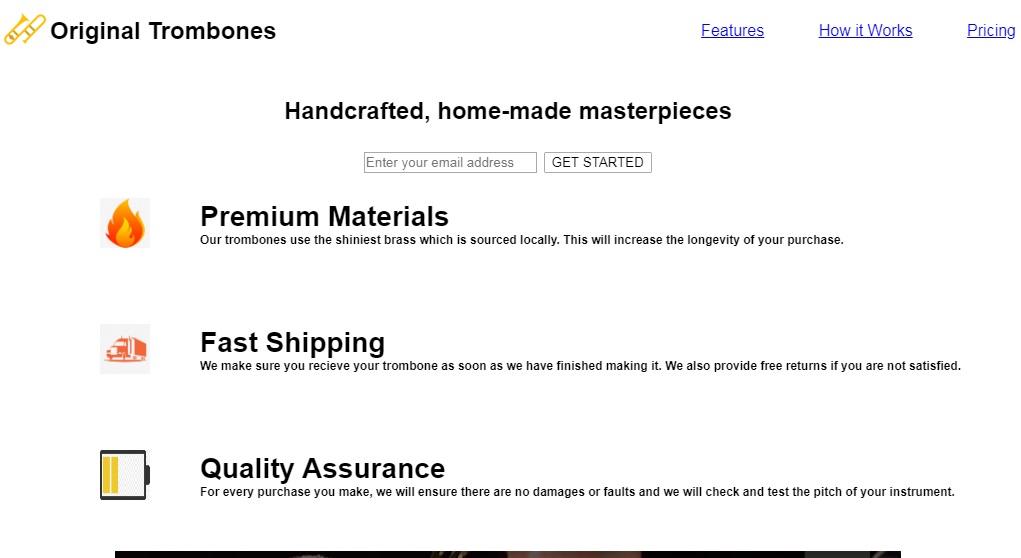 Original Trombones
Features
How it Works
Pricing
Handcrafted, home-made masterpieces
Enter your email address
GET STARTED
Premium Materials
Our trombones use the shiniest brass which is sourced locally. This will increase the longevity of your purchase.
Fast Shipping
We make sure you recieve your trombone as soon as we have finished making it. We also provide free returns if you are not satisfied.
Quality Assurance
For every purchase you make, we will ensure there are no damages or faults and we will check and test the pitch of your instrument.